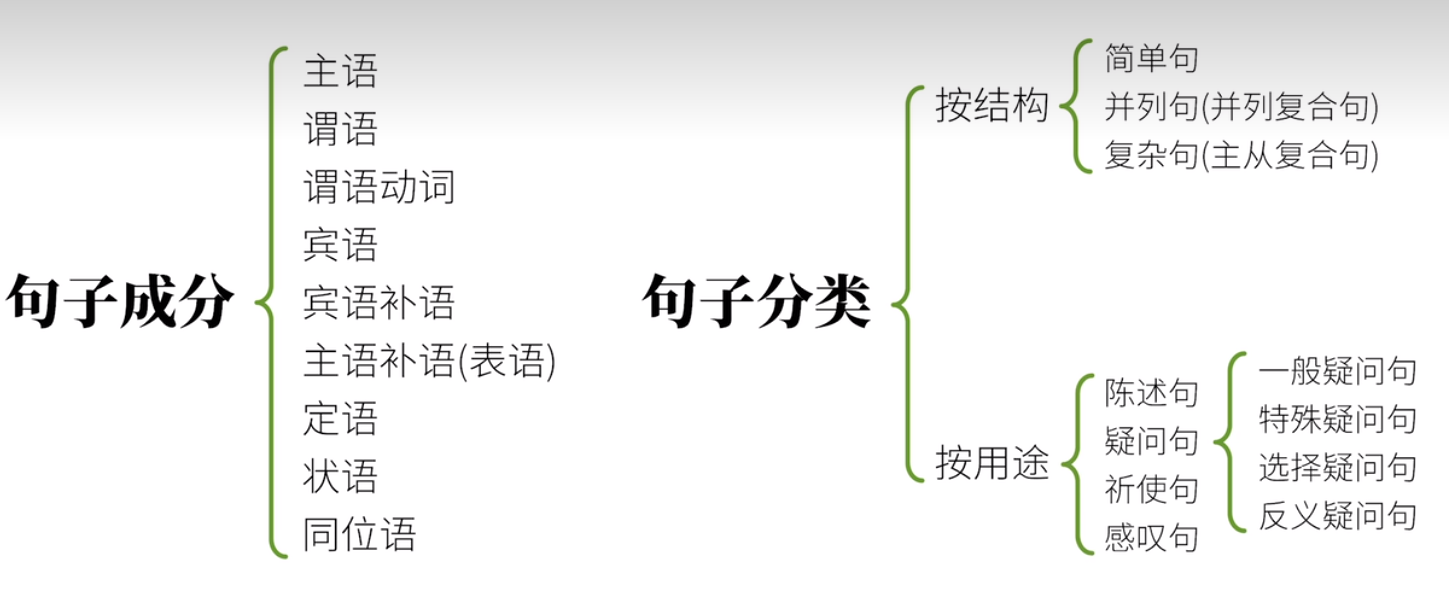 句子成分
主语
谓语
谓语动词
宾语
宾语补语
主语补语(表语)
定语
状语
同位语
句子分类
按结构
简单句
并列句(并列复合句)
复杂句(主从复合句)
按用途
陈述句
疑问句
祈使句
感叹句
一般疑问句
特殊疑问句
选择疑问句
反义疑问句